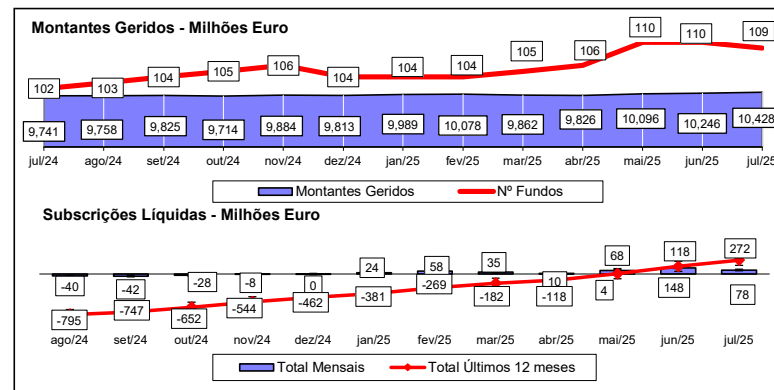 Montantes Geridos - Milhões Euro
102 103 104 105 106 104 104 104 105 106 110 110 109
9,741 9,758 9,825 9,714 9,884 9,813 9,989 10,078 9,862 9,826 10,096 10,246 10,428
jul/24 ago/24 set/24 out/24 nov/24 dez/24 jan/25 fev/25 mar/25 abr/25 mai/25 jun/25 jul/25
Montantes Geridos Nº Fundos
Subscrições Líquidas - Milhões Euro
-40 -42 -28 -8 0 24 58 35 10 68 118 272
-795 -747 -652 -544 -462 -381 -269 -182 -118 4 148 78
ago/24 set/24 out/24 nov/24 dez/24 jan/25 fev/25 mar/25 abr/25 mai/25 jun/25 jul/25
Total Mensais Total Últimos 12 meses